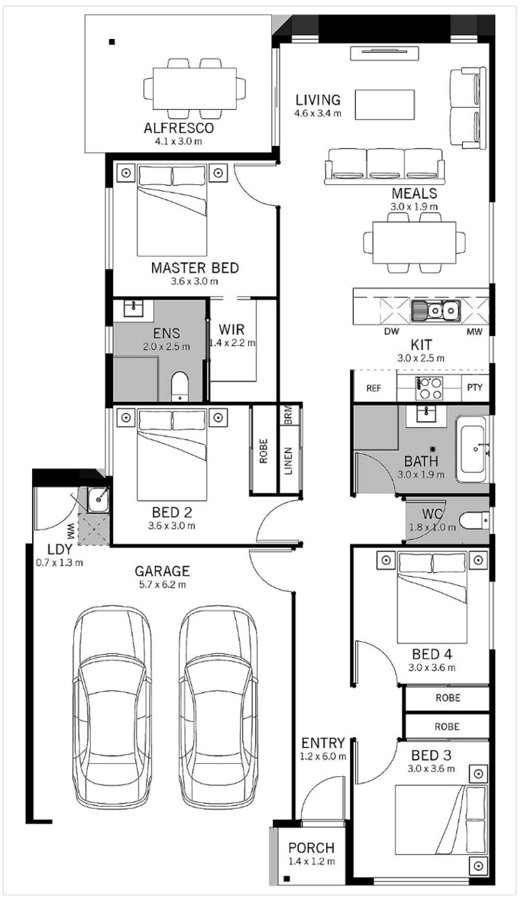 LIVING
4.6 x 3.4 m
ALFRESCO
4.1 x 3.0 m
MEALS
3.0 x 1.9 m
MASTER BED
3.6 x 3.0 m
ENS
2.0 x 2.5 m
WIR
1.4 x 2.2 m
DW
MW
KIT
3.0 x 2.5 m
REF
PTY
BRM
LINEN
ROBE
BATH
3.0 x 1.9 m
BED 2
3.6 x 3.0 m
WC
1.8 x 1.0 m
WM
LDY
0.7 x 1.3 m
GARAGE
5.7 x 6.2 m
BED 4
3.0 x 3.6 m
ROBE
ROBE
ENTRY
1.2 x 6.0 m
BED 3
3.0 x 3.6 m
PORCH
1.4 x 1.2 m